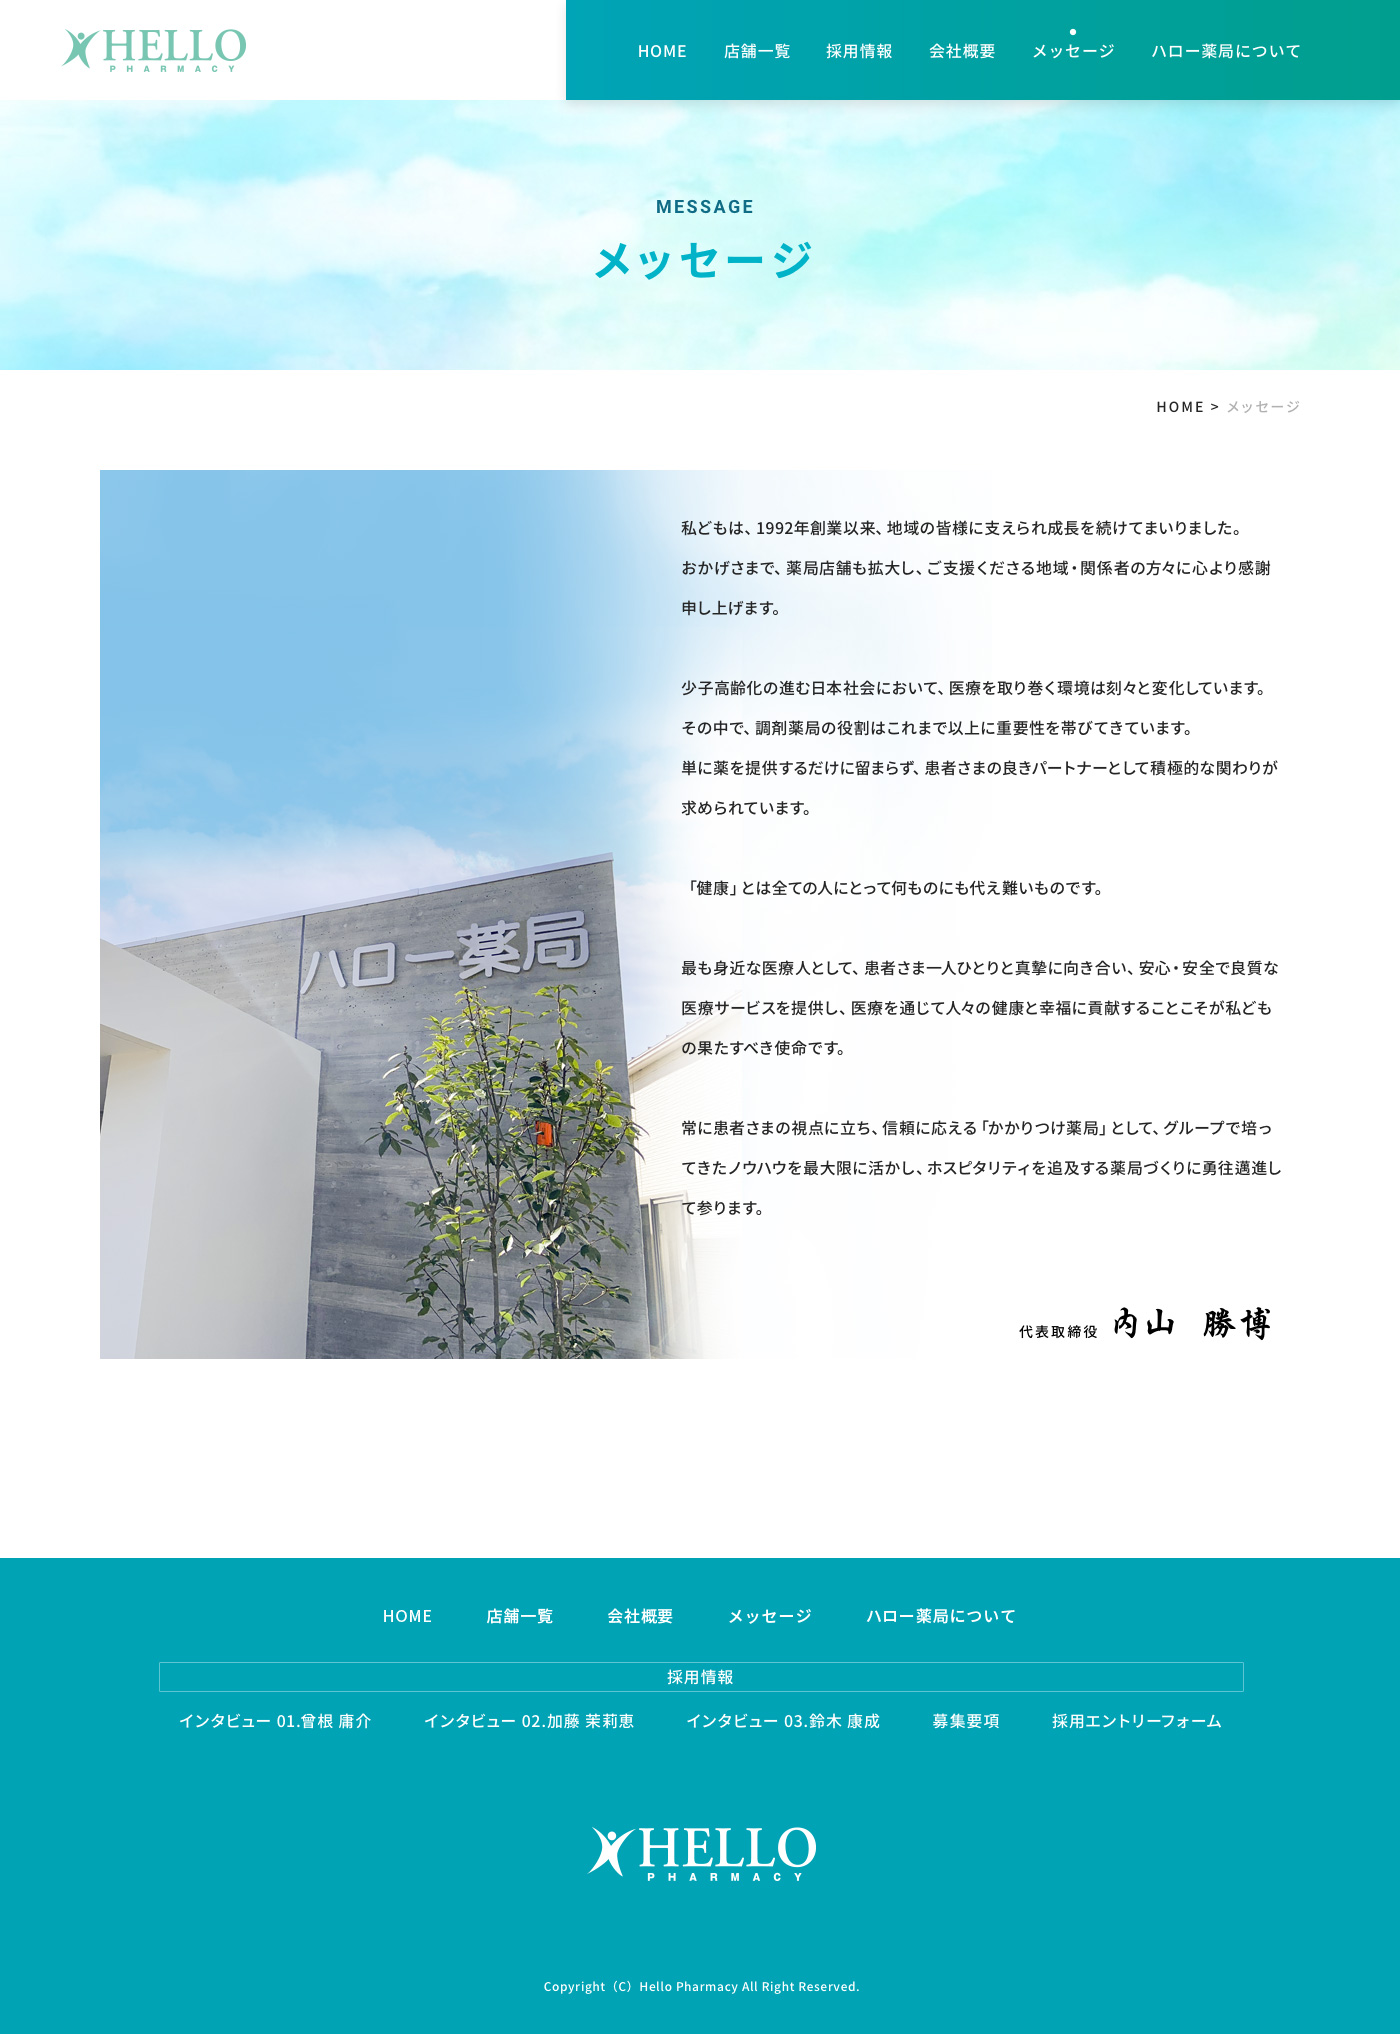 HELLO
PHARMACY
HOME 店舗一覧 採用情報 会社概要 メッセージ ハロー薬局について
MESSAGE
メッセージ
HOME > メッセージ
私どもは、1992年創業以来、地域の皆様に支えられ成長を続けてまいりました。
おかげさまで、薬局店舗も拡大し、ご支援くださる地域・関係者の方々に心より感謝
申し上げます。
少子高齢化の進む日本社会において、医療を取り巻く環境は刻々と変化しています。
その中で、調剤薬局の役割はこれまで以上に重要性を帯びてきています。
単に薬を提供するだけに留まらず、患者さまの良きパートナーとして積極的な関わりが
求められています。
「健康」とは全ての人にとって何ものにも代え難いものです。
最も身近な医療人として、患者さま一人ひとりと真摯に向き合い、安心・安全で良質な
医療サービスを提供し、医療を通じて人々の健康と幸福に貢献することこそが私ども
の果たすべき使命です。
常に患者さまの視点に立ち、信頼に応える「かかりつけ薬局」として、グループで培っ
てきたノウハウを最大限に活かし、ホスピタリティを追及する薬局づくりに勇往邁進し
て参ります。
ハロー薬局
代表取締役 内山 勝博
HOME 店舗一覧 会社概要 メッセージ ハロー薬局について
採用情報
インタビュー 01.曾根 庸介 インタビュー 02.加藤 茉莉恵 インタビュー 03.鈴木 康成 募集要項 採用エントリーフォーム
HELLO
PHARMACY
Copyright（C）Hello Pharmacy All Right Reserved.